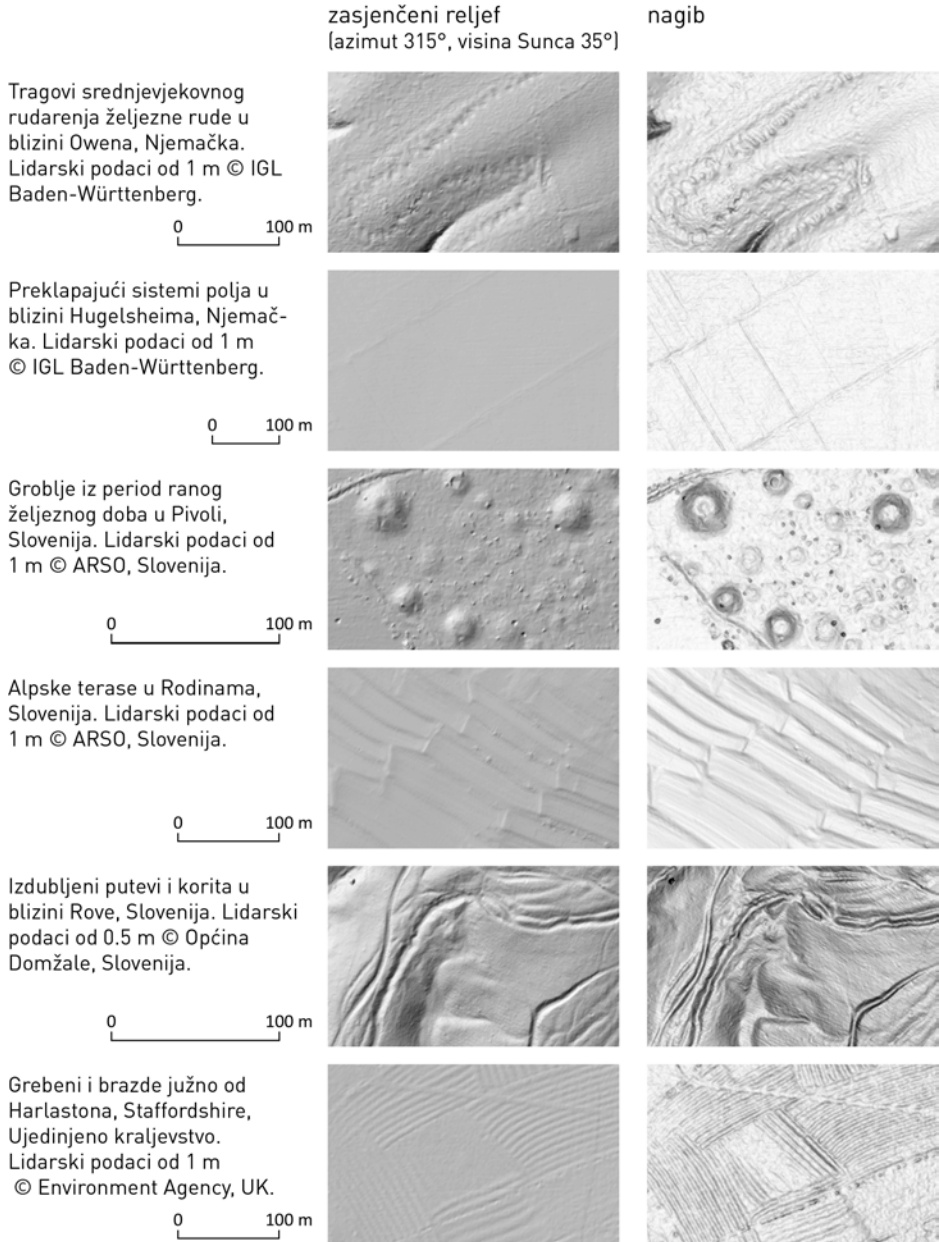 zasjenčeni reljef
(azimut 315°, visina Sunca 35°)
nagib
Tragovi srednjevjekovnog
rudarenja željezne rude u
blizini Owena, Njemačka.
Lidarski podaci od 1 m © IGL
Baden-Württenberg.
0 100 m
Preklapajući sistemi polja u
blizini Hugelsheima, Njemač-
ka. Lidarski podaci od 1 m
© IGL Baden-Württenberg.
0 100 m
Groblje iz period ranog
željeznog doba u Pivoli,
Slovenija. Lidarski podaci od
1 m © ARSO, Slovenija.
0 100 m
Alpske terase u Rodinama,
Slovenija. Lidarski podaci od
1 m © ARSO, Slovenija.
0 100 m
Izdubljeni putevi i korita u
blizini Rove, Slovenija. Lidarski
podaci od 0.5 m © Općina
Domžale, Slovenija.
0 100 m
Grebeni i brazde južno od
Harlastona, Staffordshire,
Ujedinjeno kraljevstvo.
Lidarski podaci od 1 m
© Environment Agency, UK.
0 100 m